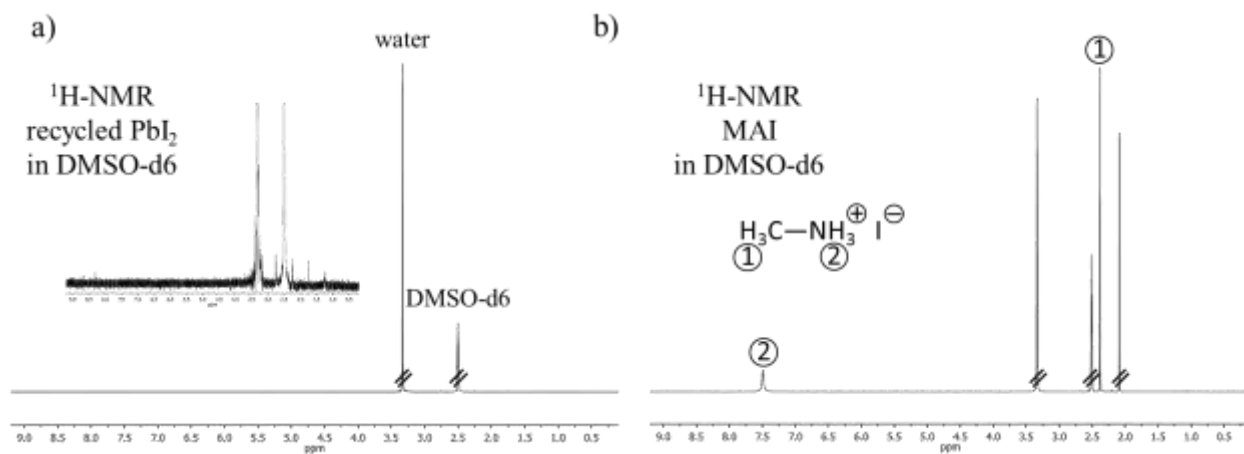 a)
¹H-NMR
recycled PbI₂
in DMSO-d6
water
DMSO-d6
9.0 8.5 8.0 7.5 7.0 6.5 6.0 5.5 5.0 4.5 4.0 3.5 3.0 2.5 2.0 1.5 1.0 0.5
ppm
b)
¹H-NMR
MAI
in DMSO-d6
H₃C—NH₃⊕ I⊖
① ②
①
②
9.0 8.5 8.0 7.5 7.0 6.5 6.0 5.5 5.0 4.5 4.0 3.5 3.0 2.5 2.0 1.5 1.0 0.5
ppm